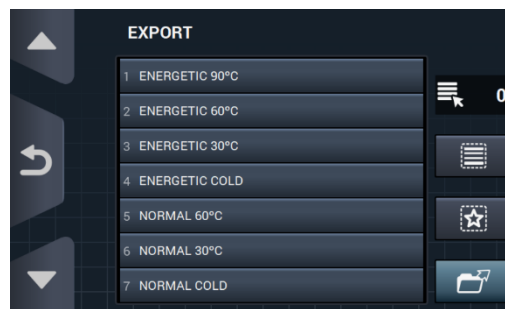 EXPORT
1 ENERGETIC 90ºC
2 ENERGETIC 60ºC
3 ENERGETIC 30ºC
4 ENERGETIC COLD
5 NORMAL 60ºC
6 NORMAL 30ºC
7 NORMAL COLD
0